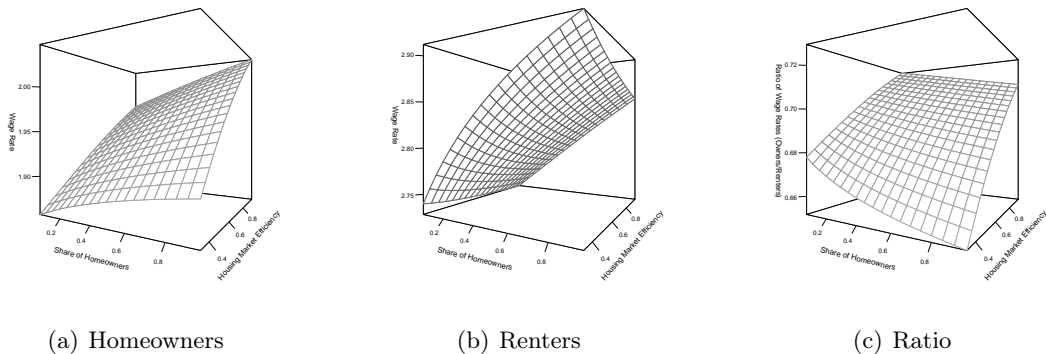 2.00
1.95
1.90
Wage Rate
0.2
0.4
0.6
0.8
Share of Homeowners
0.4
0.6
0.8
Housing Market Efficiency
(a) Homeowners
2.90
2.85
2.80
2.75
Wage Rate
0.2
0.4
0.6
0.8
Share of Homeowners
0.4
0.6
0.8
Housing Market Efficiency
(b) Renters
0.72
0.70
0.68
0.66
Ratio of Wage Rates (Owners/Renters)
0.2
0.4
0.6
0.8
Share of Homeowners
0.4
0.6
0.8
Housing Market Efficiency
(c) Ratio